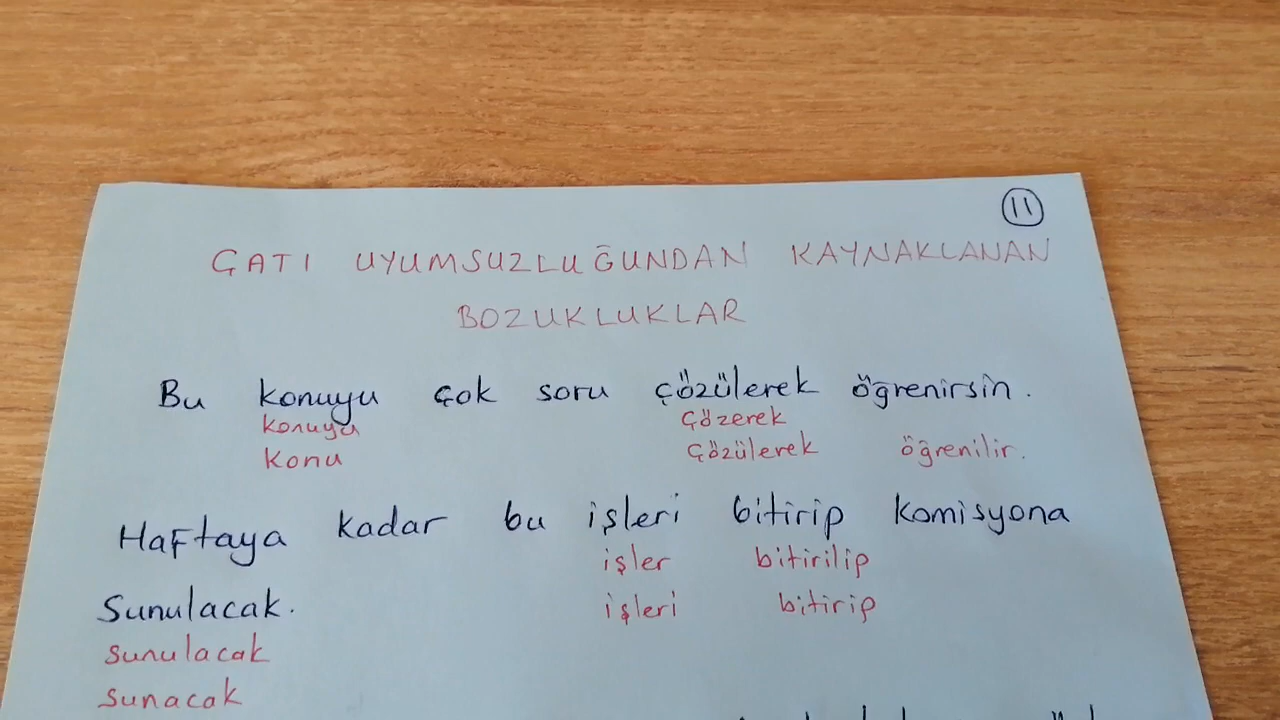 11
ÇATI UYUMSUZLUĞUNDAN KAYNAKLANAN
BOZUKLUKLAR
Bu konuyu çok soru çözülerek öğrenirsin.
konuyu çözerek
konu çözülerek öğrenilir.
Haftaya kadar bu işleri bitirip komisyona
işler bitirilip
sunulacak. işleri bitirip
sunulacak
sunacak